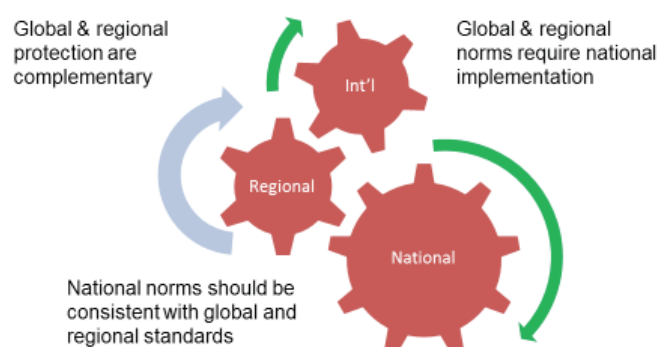 Global & regional
protection are
complementary
Global & regional
norms require national
implementation
Int'l
Regional
National
National norms should be
consistent with global and
regional standards